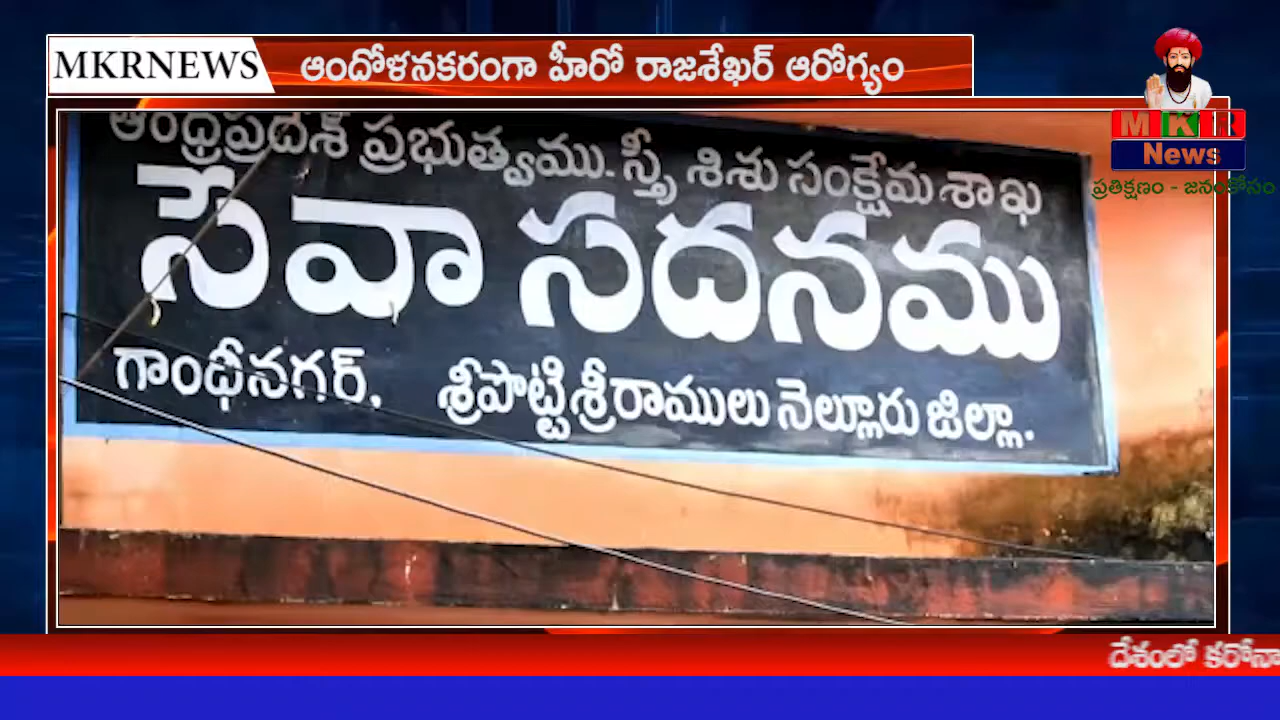 MKRNEWS
ఆందోళనకరంగా హీరో రాజశేఖర్ ఆరోగ్యం
MKR
News
ప్రతిక్షణం - జనంకోసం
ఆంధ్రప్రదేశ్ ప్రభుత్వము. స్త్రీ శిశు సంక్షేమ శాఖ
సేవా సదనము
గాంధీనగర్, శ్రీపొట్టిశ్రీరాములు నెల్లూరు జిల్లా.
దేశంలో కరోనా